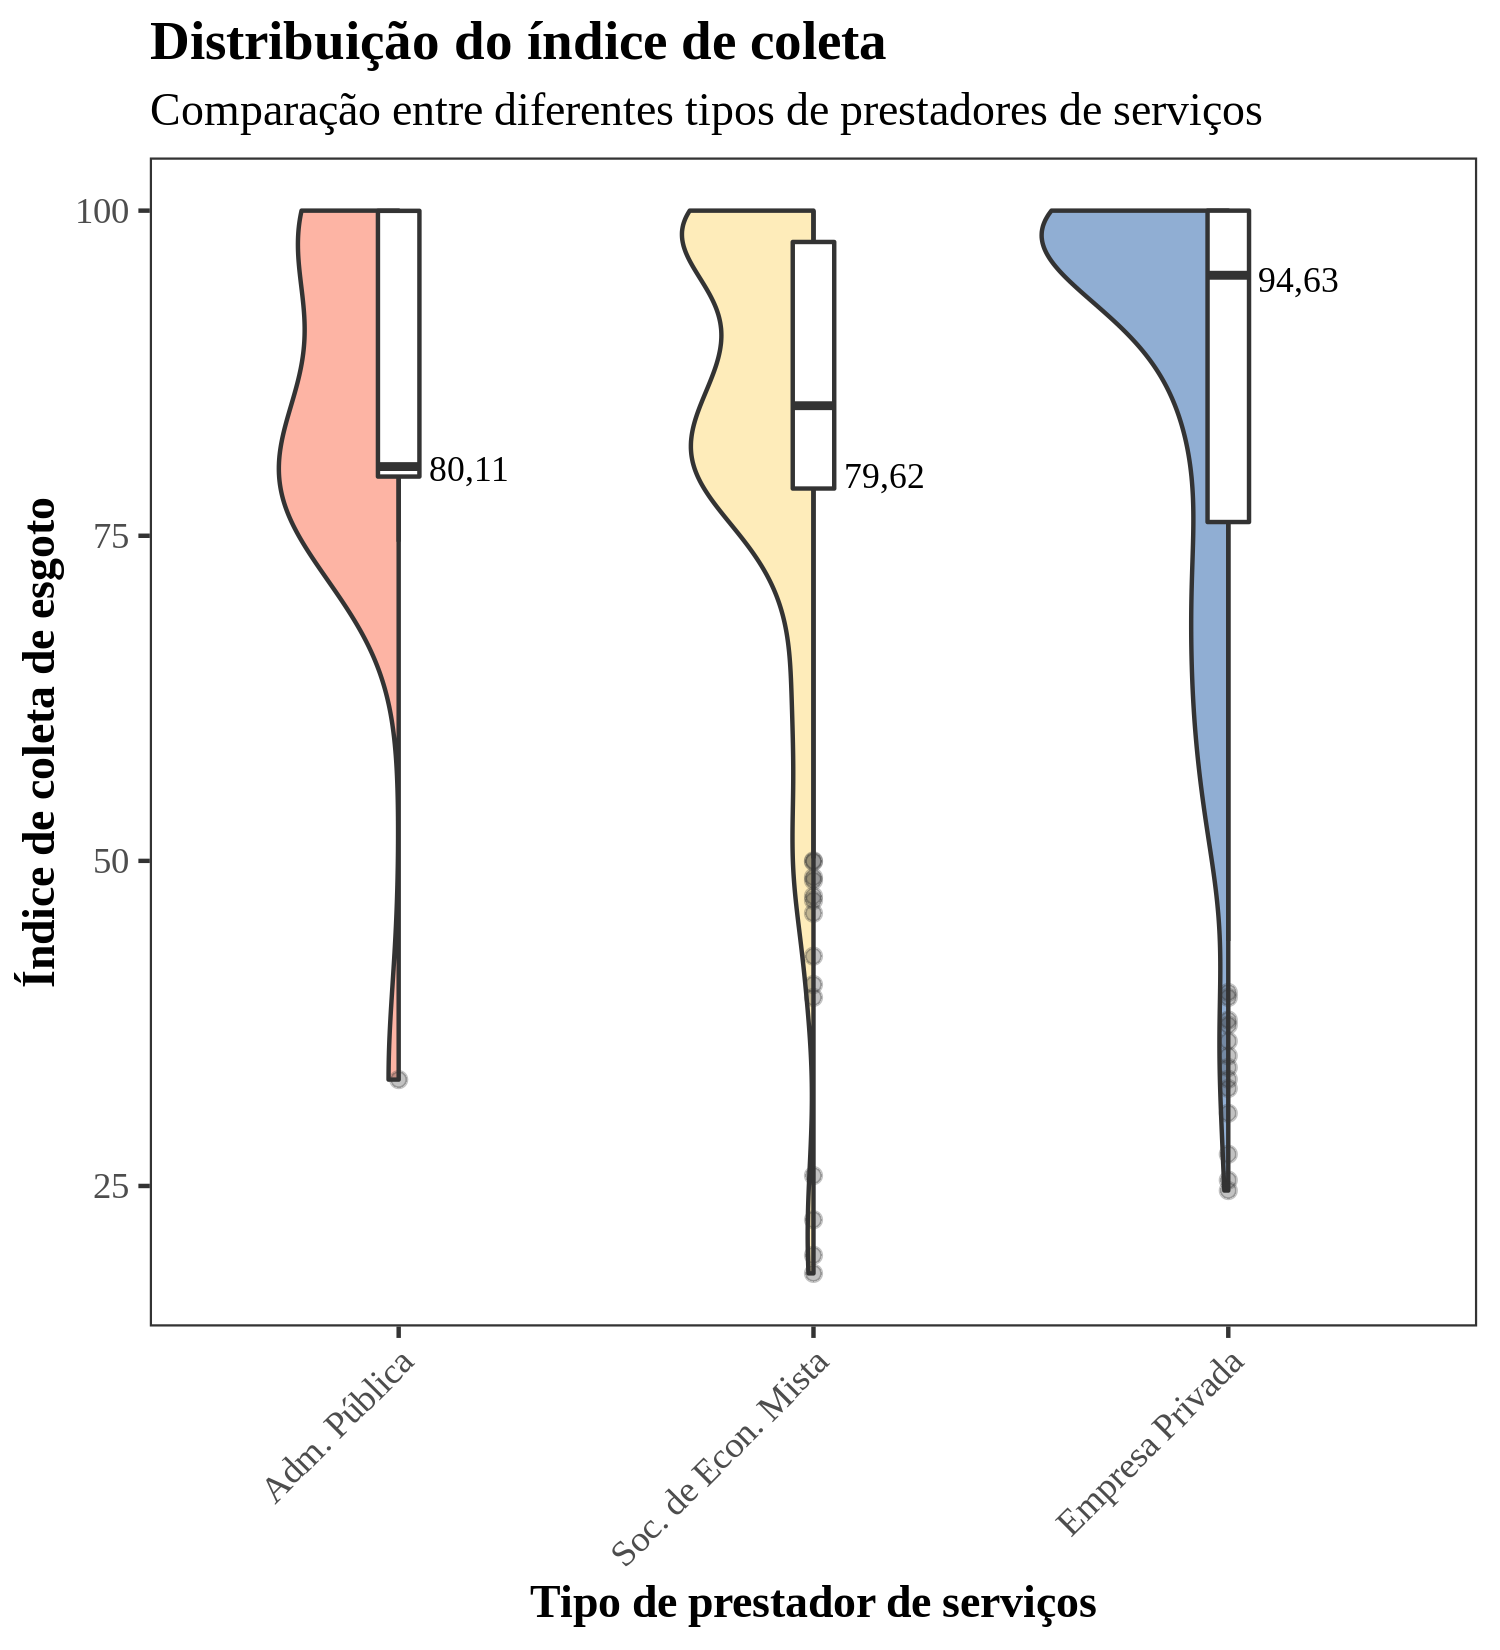 Distribuição do índice de coleta
Comparação entre diferentes tipos de prestadores de serviços
Índice de coleta de esgoto
100
75
50
25
80,11
79,62
94,63
Adm. Pública
Soc. de Econ. Mista
Empresa Privada
Tipo de prestador de serviços